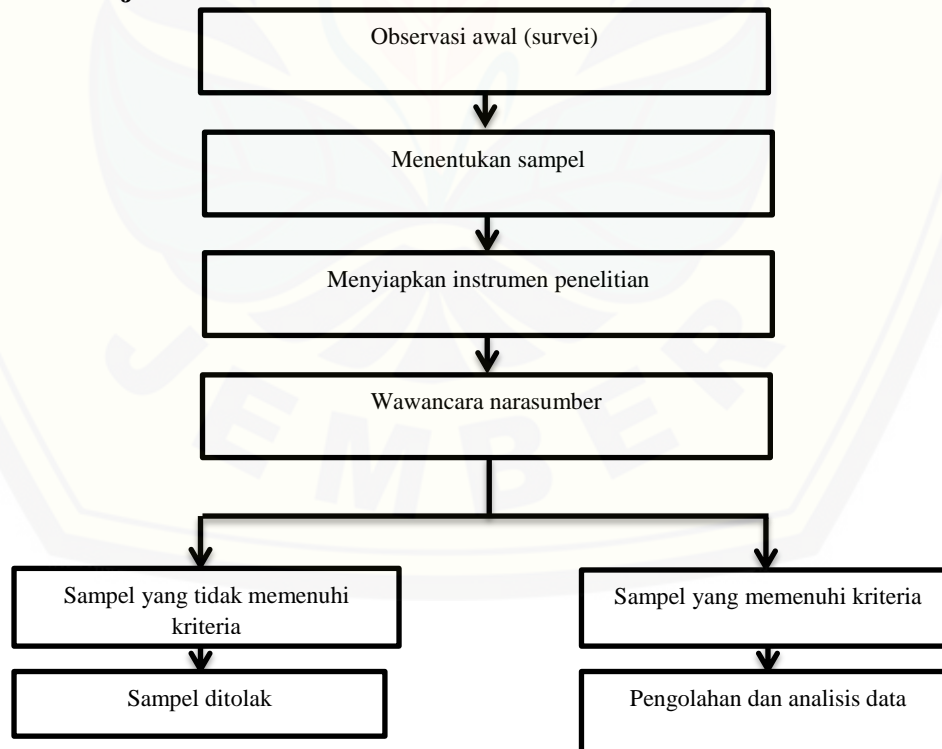 Observasi awal (survei)
Menentukan sampel
Menyiapkan instrumen penelitian
Wawancara narasumber
JEMBER
Sampel yang tidak memenuhi
kriteria
Sampel yang memenuhi kriteria
Sampel ditolak
Pengolahan dan analisis data